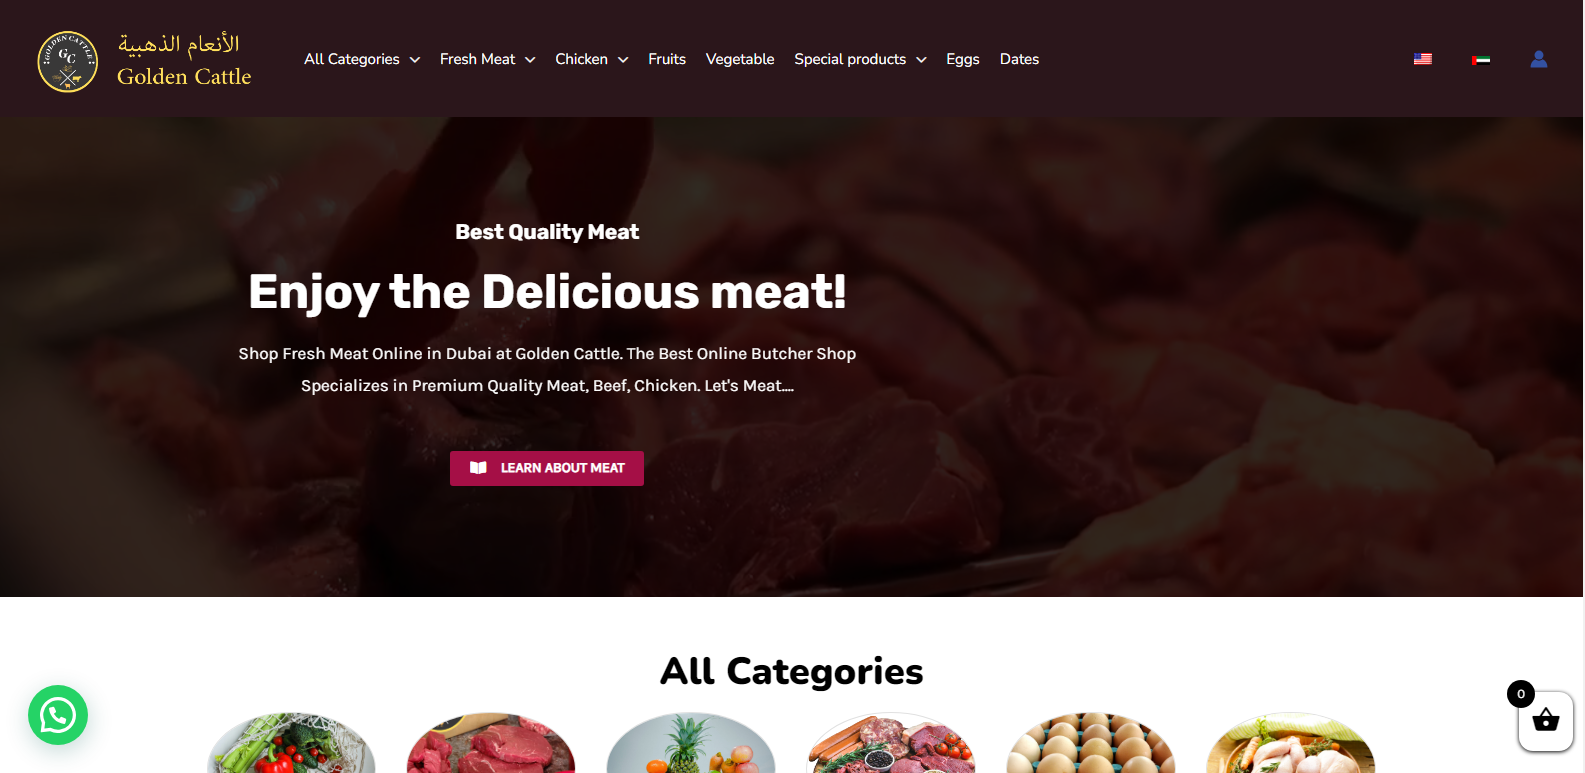 GOLDEN CATTLE
GC
الأنعام الذهبية
Golden Cattle
All Categories
Fresh Meat
Chicken
Fruits
Vegetable
Special products
Eggs
Dates
Best Quality Meat
Enjoy the Delicious meat!
Shop Fresh Meat Online in Dubai at Golden Cattle. The Best Online Butcher Shop
Specializes in Premium Quality Meat, Beef, Chicken. Let's Meat....
LEARN ABOUT MEAT
All Categories
0